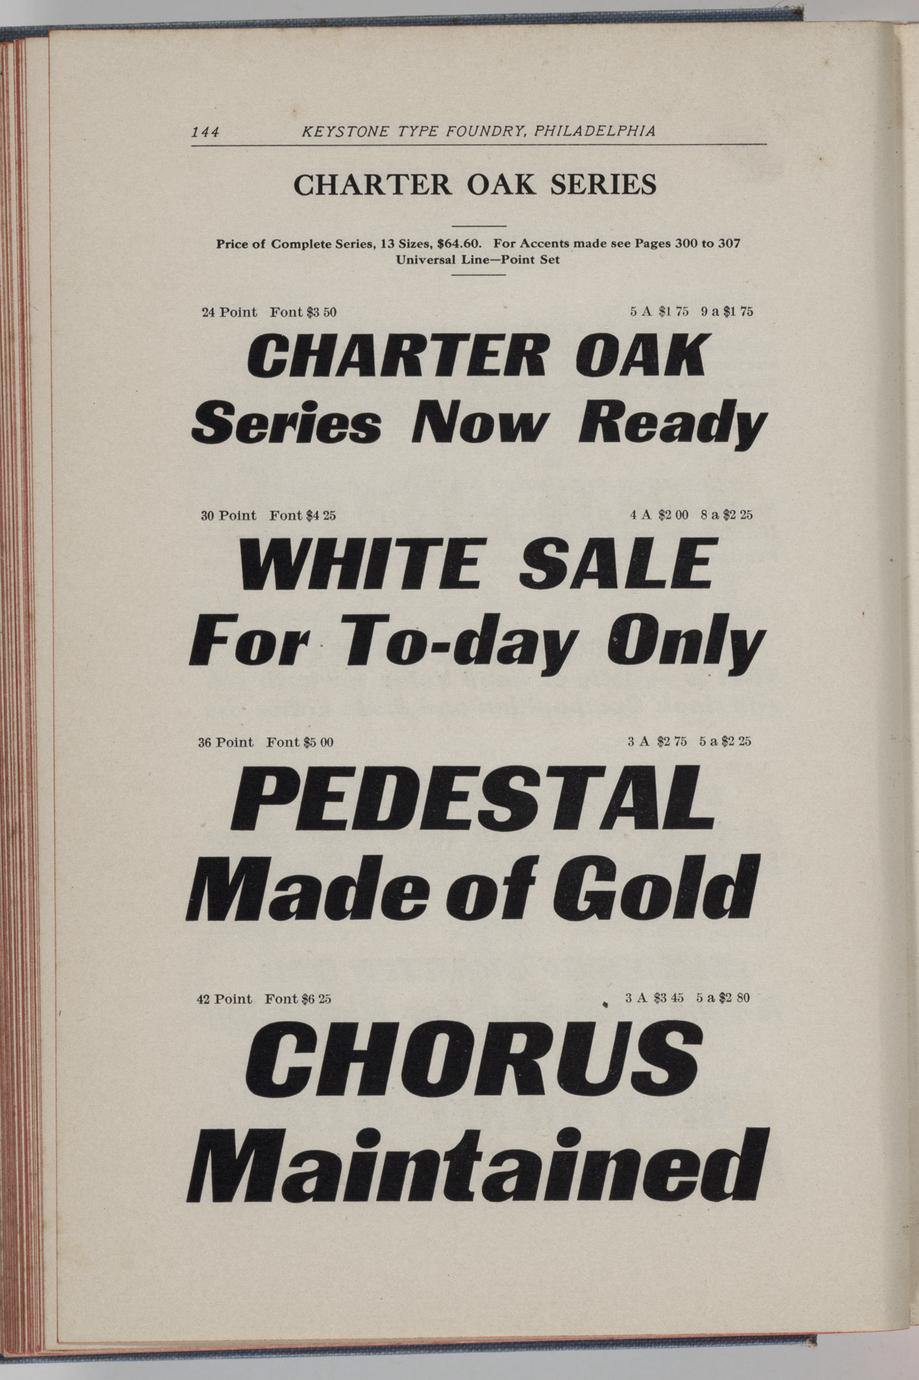 144 KEYSTONE TYPE FOUNDRY, PHILADELPHIA
CHARTER OAK SERIES
Price of Complete Series, 13 Sizes, $64.60. For Accents made see Pages 300 to 307
Universal Line—Point Set
24 Point Font $3 50 5 A $1 75 9 a $1 75
CHARTER OAK
Series Now Ready
30 Point Font $4 25 4 A $2 00 8 a $2 25
WHITE SALE
For To-day Only
36 Point Font $5 00 3 A $2 75 5 a $2 25
PEDESTAL
Made of Gold
42 Point Font $6 25 3 A $3 45 5 a $2 80
CHORUS
Maintained